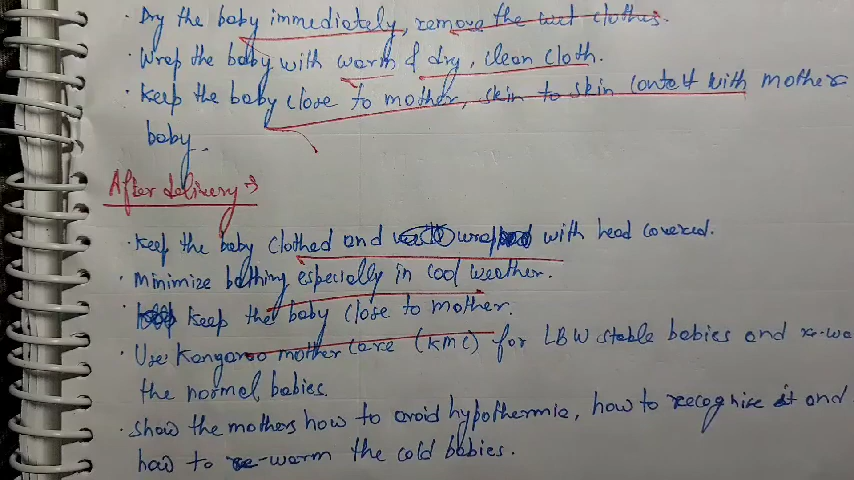 • Dry the baby immediately, remove the wet clothes.
• Wrap the baby with warm & dry, clean cloth.
• Keep the baby close to mother, skin to skin contact with mother
baby.
After delivery →
• Keep the baby clothed and wrapped with head covered.
• Minimize bathing especially in cool weather.
• keep the baby close to mother.
• Use Kangaroo mother care (KMC) for LBW stable babies and re-wa
the normal babies.
• Show the mothers how to avoid hypothermia, how to recognise it and
how to re-warm the cold babies.